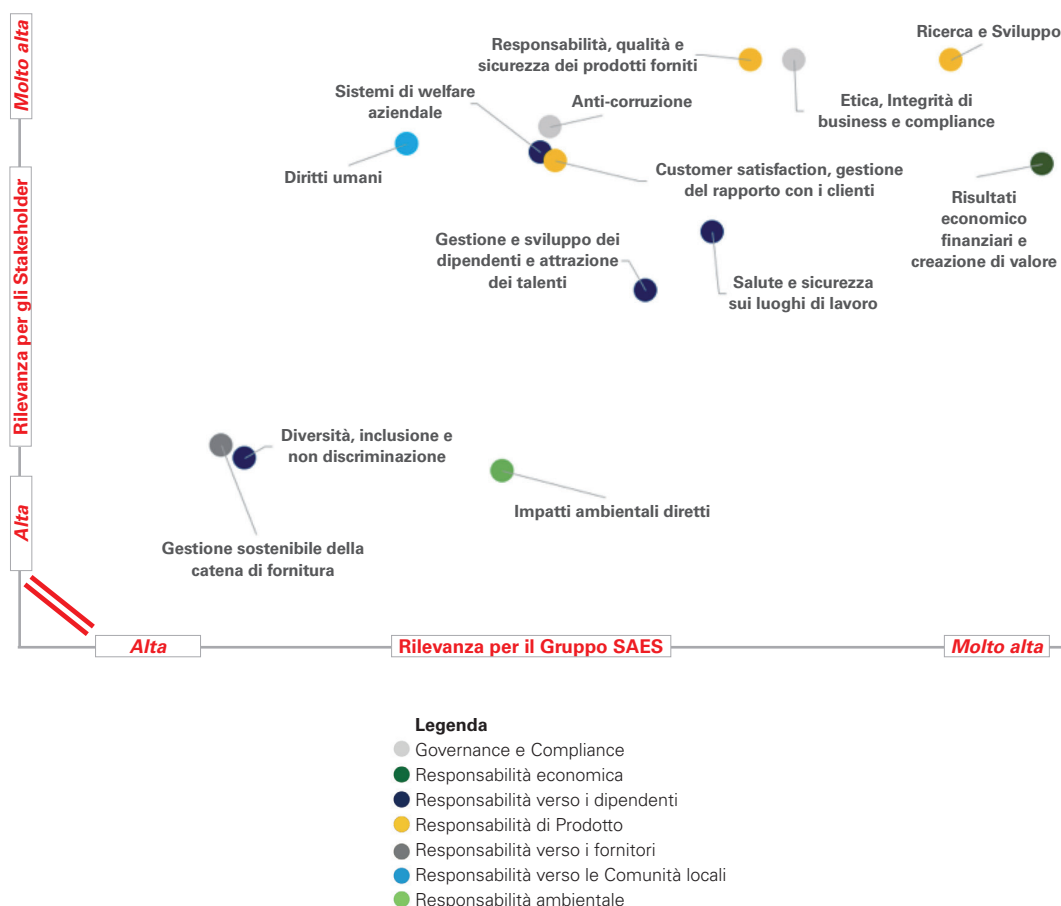 Molto alta
Rilevanza per gli Stakeholder
Alta
Ricerca e Sviluppo
Responsabilità, qualità e
sicurezza dei prodotti forniti
Sistemi di welfare
aziendale
Anti-corruzione
Etica, Integrità di
business e compliance
Diritti umani
Customer satisfaction, gestione
del rapporto con i clienti
Risultati
economico
finanziari e
creazione di valore
Gestione e sviluppo dei
dipendenti e attrazione
dei talenti
Salute e sicurezza
sui luoghi di lavoro
Diversità, inclusione e
non discriminazione
Impatti ambientali diretti
Gestione sostenibile della
catena di fornitura
Alta
Rilevanza per il Gruppo SAES
Molto alta
Legenda
Governance e Compliance
Responsabilità economica
Responsabilità verso i dipendenti
Responsabilità di Prodotto
Responsabilità verso i fornitori
Responsabilità verso le Comunità locali
Responsabilità ambientale